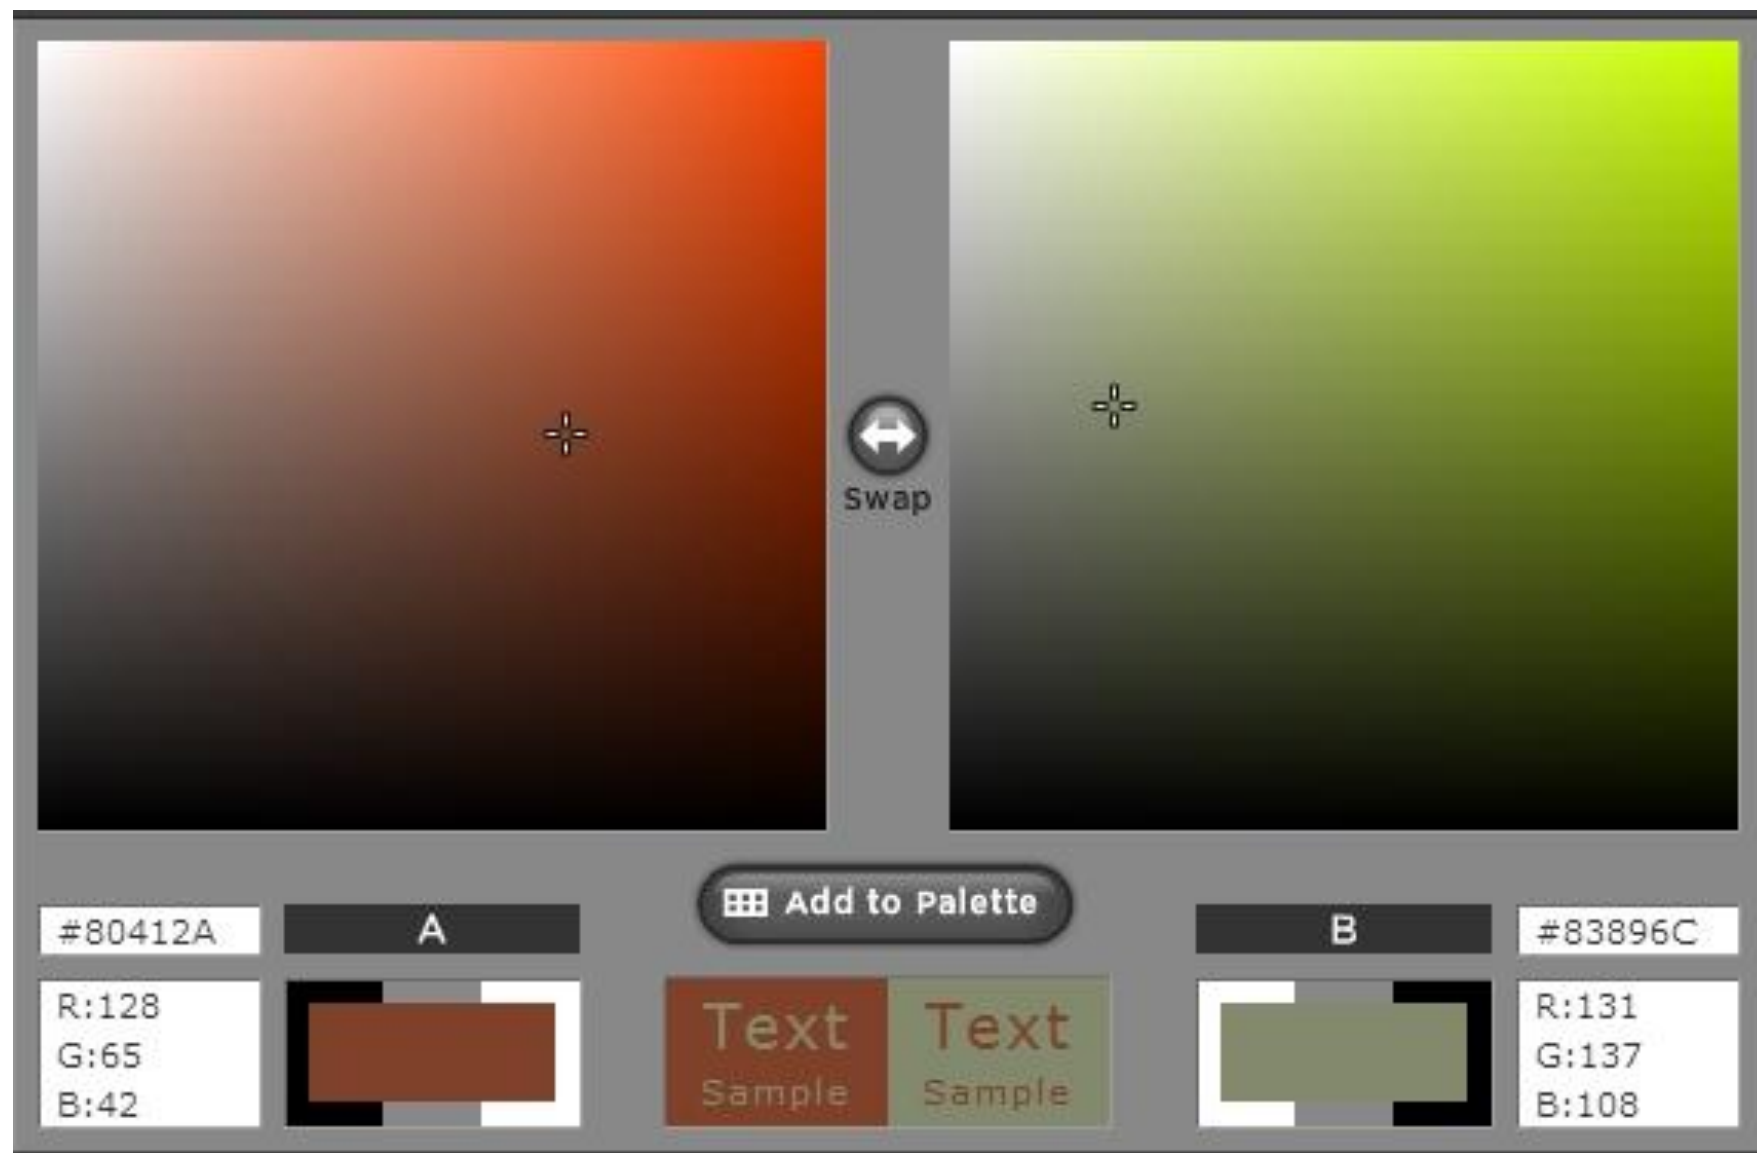 Swap
Add to Palette
#80412A
A
B
#83896C
R:128
G:65
B:42
Text
Sample
Text
Sample
R:131
G:137
B:108